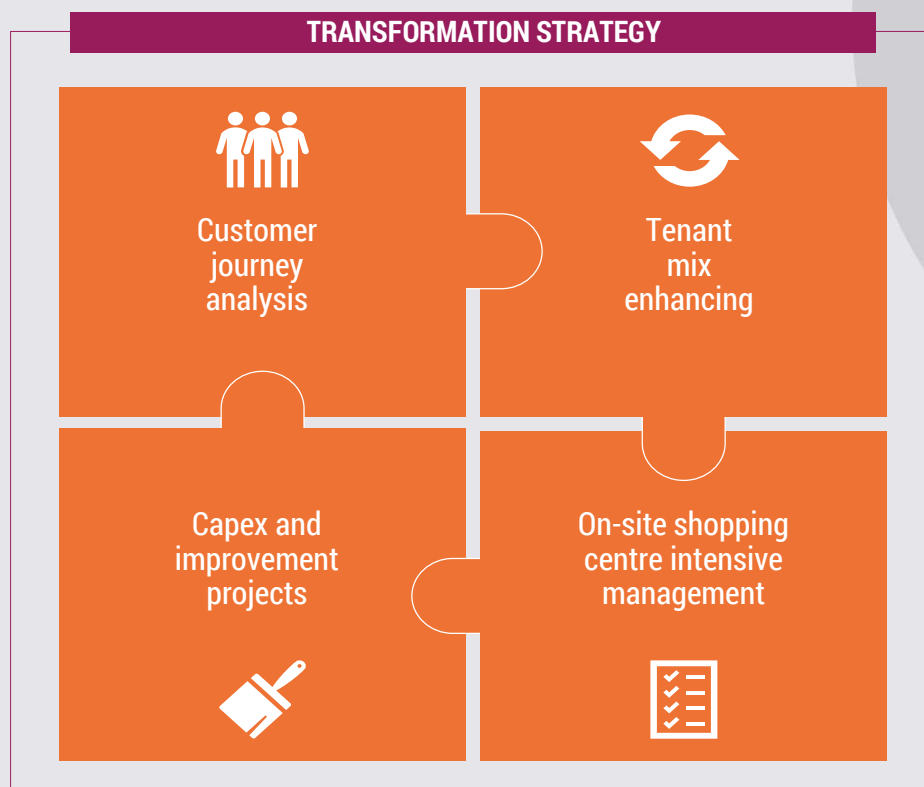 TRANSFORMATION STRATEGY
Customer
journey
analysis
Tenant
mix
enhancing
Capex and
improvement
projects
On-site shopping
centre intensive
management